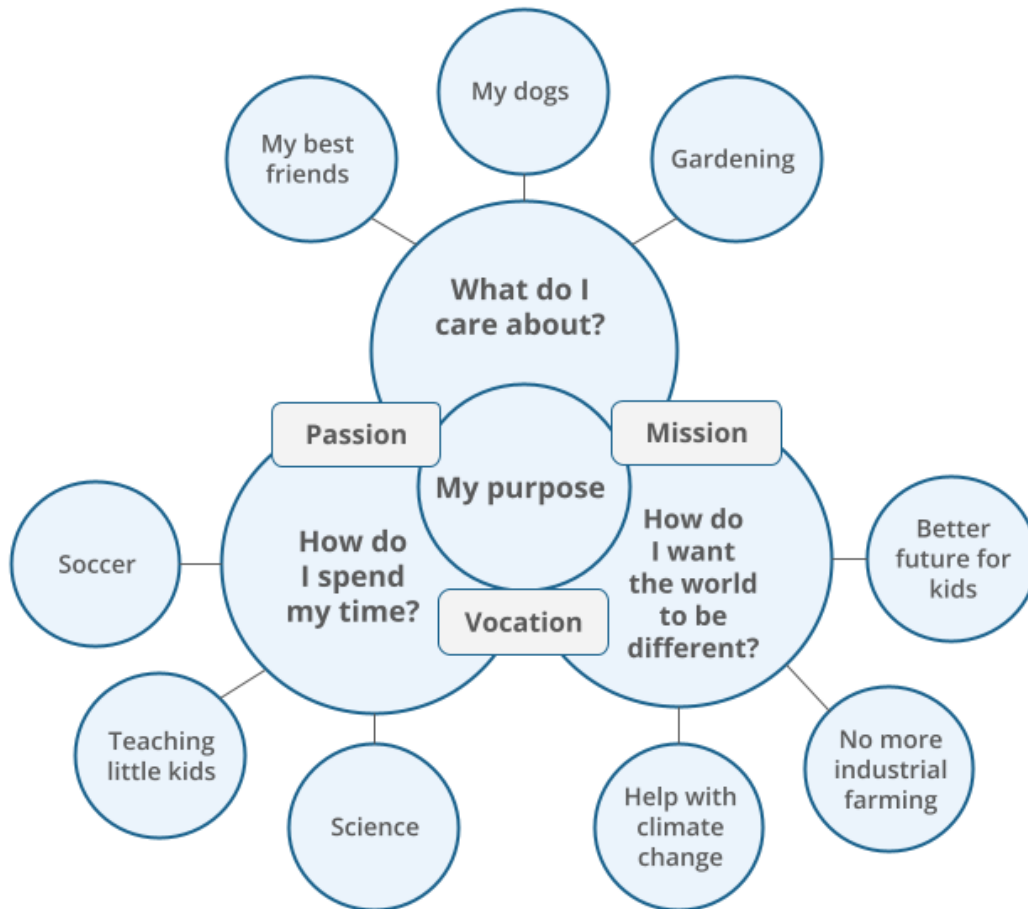 My dogs
My best
friends
Gardening
What do I
care about?
Passion
Mission
My purpose
How do
I spend
my time?
How do
I want
the world
to be
different?
Vocation
Soccer
Teaching
little kids
Science
Better
future for
kids
No more
industrial
farming
Help with
climate
change